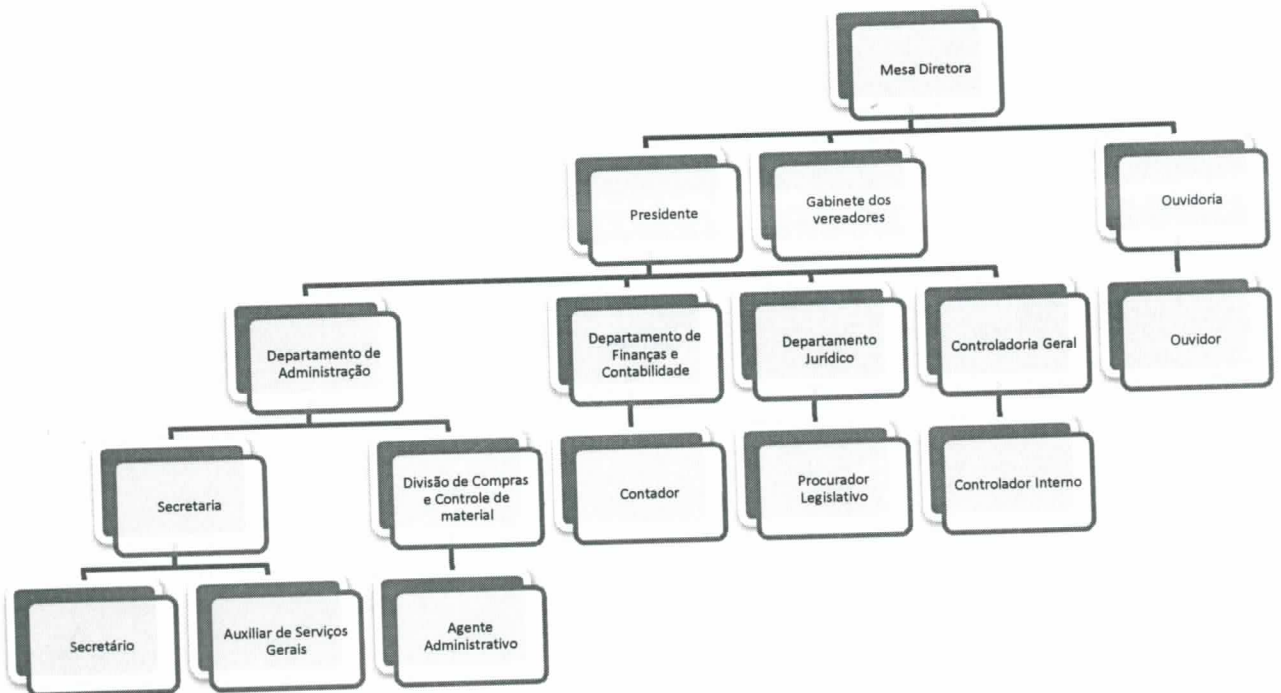 Mesa Diretora
Presidente
Gabinete dos
vereadores
Ouvidoria
Departamento de
Administração
Departamento de
Finanças e
Contabilidade
Departamento
Jurídico
Controladoria Geral
Ouvidor
Secretaria
Divisão de Compras
e Controle de
material
Contador
Procurador
Legislativo
Controlador Interno
Secretário
Auxiliar de Serviços
Gerais
Agente
Administrativo